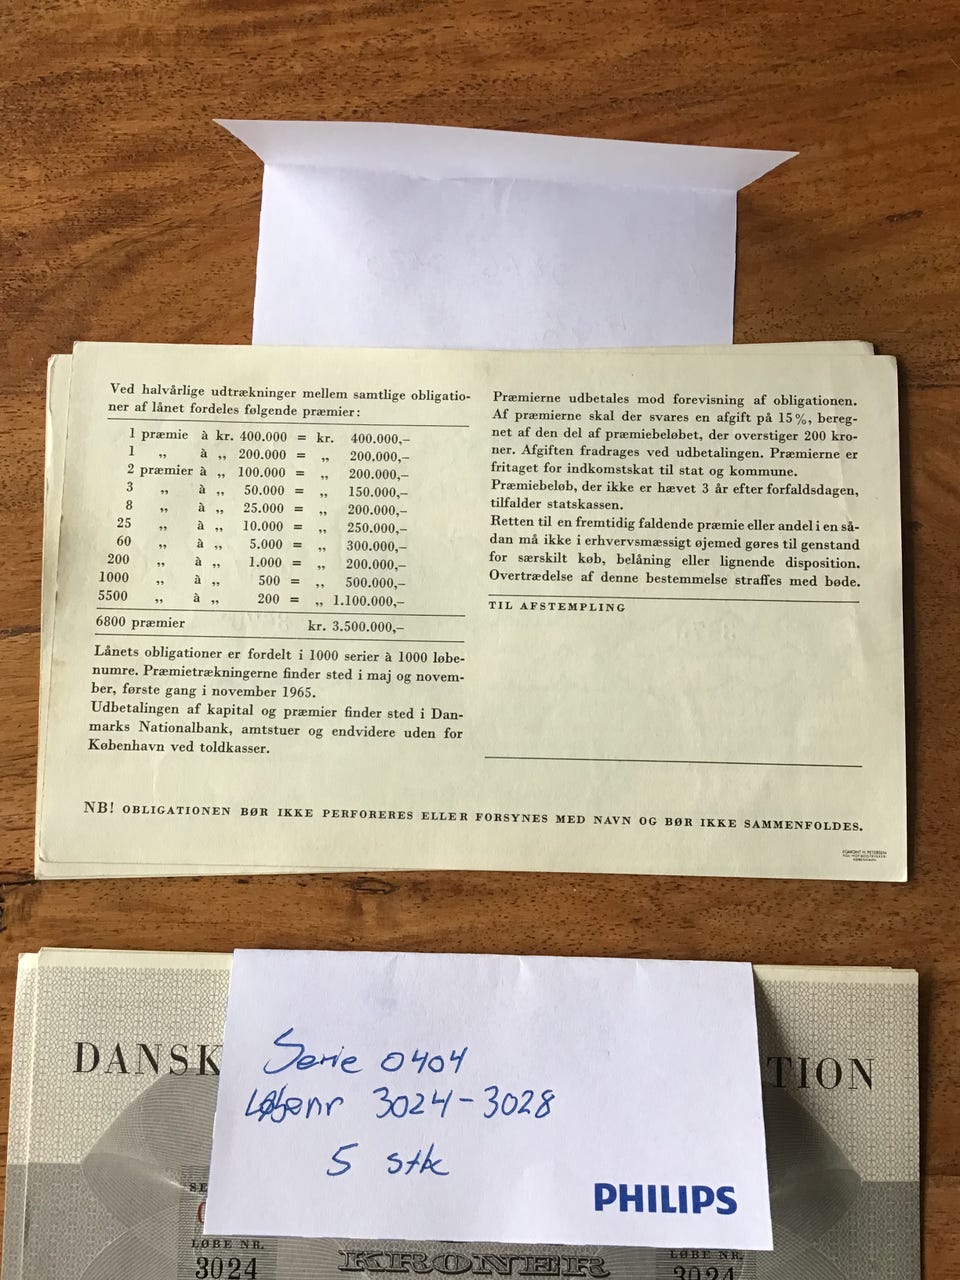 Ved halvårlige udtrækninger mellem samtlige obligatio-
ner af lånet fordeles følgende præmier:
1 præmie à kr. 400.000 = kr. 400.000,–
1 „ à „ 200.000 = „ 200.000,–
2 præmier à „ 100.000 = „ 200.000,–
3 „ à „ 50.000 = „ 150.000,–
8 „ à „ 25.000 = „ 200.000,–
25 „ à „ 10.000 = „ 250.000,–
60 „ à „ 5.000 = „ 300.000,–
200 „ à „ 1.000 = „ 200.000,–
1000 „ à „ 500 = „ 500.000,–
5500 „ à „ 200 = „ 1.100.000,–
6800 præmier kr. 3.500.000,–
Lånets obligationer er fordelt i 1000 serier à 1000 løbe-
numre. Præmietrækningerne finder sted i maj og novem-
ber, første gang i november 1965.
Udbetalingen af kapital og præmier finder sted i Dan-
marks Nationalbank, amtstuer og endvidere uden for
København ved toldkasser.
Præmierne udbetales mod forevisning af obligationen.
Af præmierne skal der svares en afgift på 15%, bereg-
net af den del af præmiebeløbet, der overstiger 200 kro-
ner. Afgiften fradrages ved udbetalingen. Præmierne er
fritaget for indkomstskat til stat og kommune.
Præmiebeløb, der ikke er hævet 3 år efter forfaldsdagen,
tilfalder statskassen.
Retten til en fremtidig faldende præmie eller andel i en så-
dan må ikke i erhvervsmæssigt øjemed gøres til genstand
for særskilt køb, belåning eller lignende disposition.
Overtrædelse af denne bestemmelse straffes med bøde.
TIL AFSTEMPLING
NB! OBLIGATIONEN BØR IKKE PERFORERES ELLER FORSYNES MED NAVN OG BØR IKKE SAMMENFOLDES.
EGMONT H. PETERSEN
KØBENHAVN
DANSK TION
Serie 0404
Løbenr 3024-3028
5 stk
PHILIPS
SE
LØBE NR. KRONER LØBE NR.
3024 3024